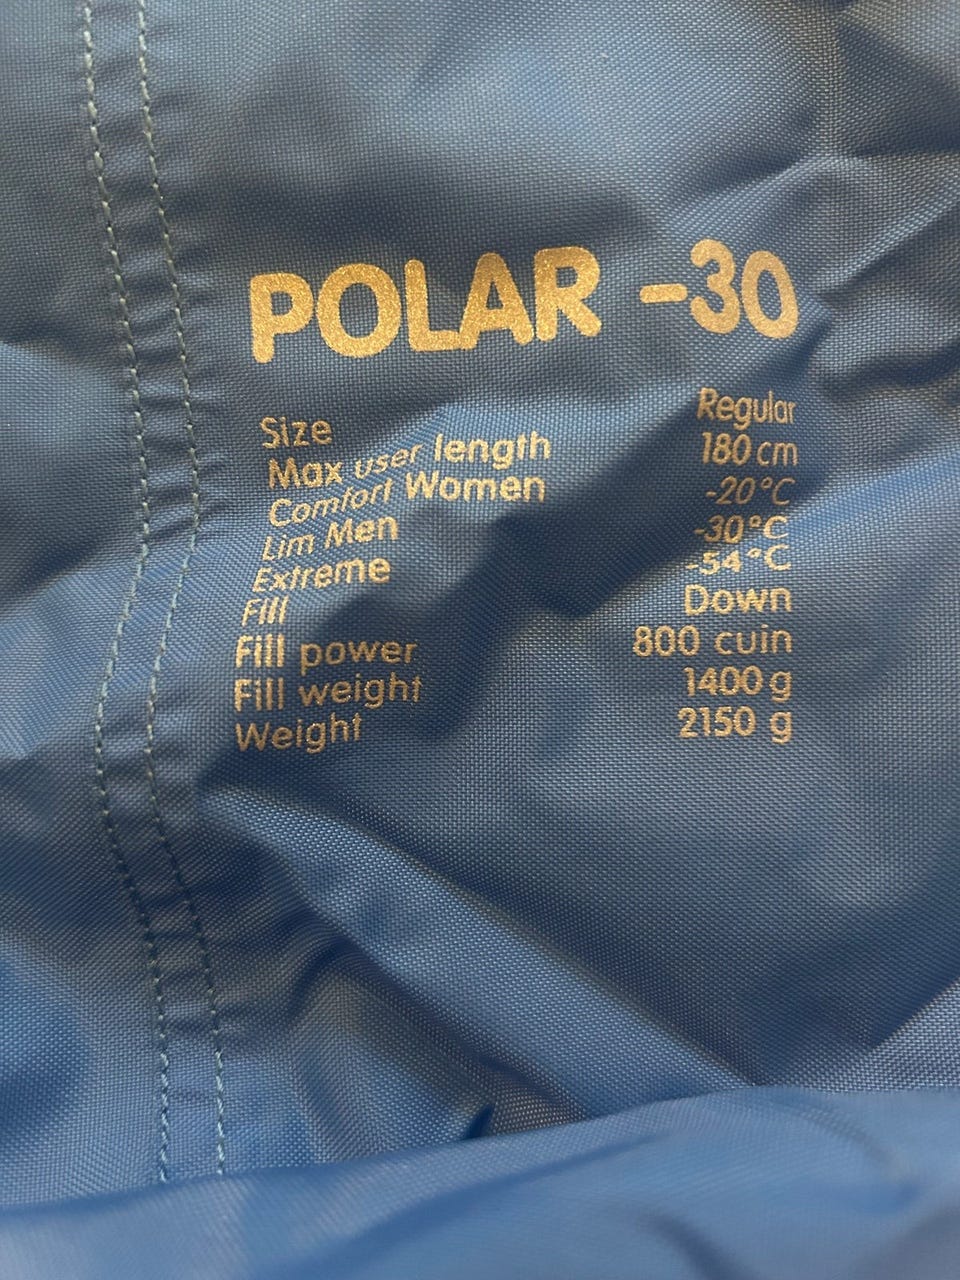 POLAR -30
Size Regular
Max user length 180 cm
Comfort Women -20°C
Lim Men -30°C
Extreme -54°C
Fill Down
Fill power 800 cuin
Fill weight 1400 g
Weight 2150 g